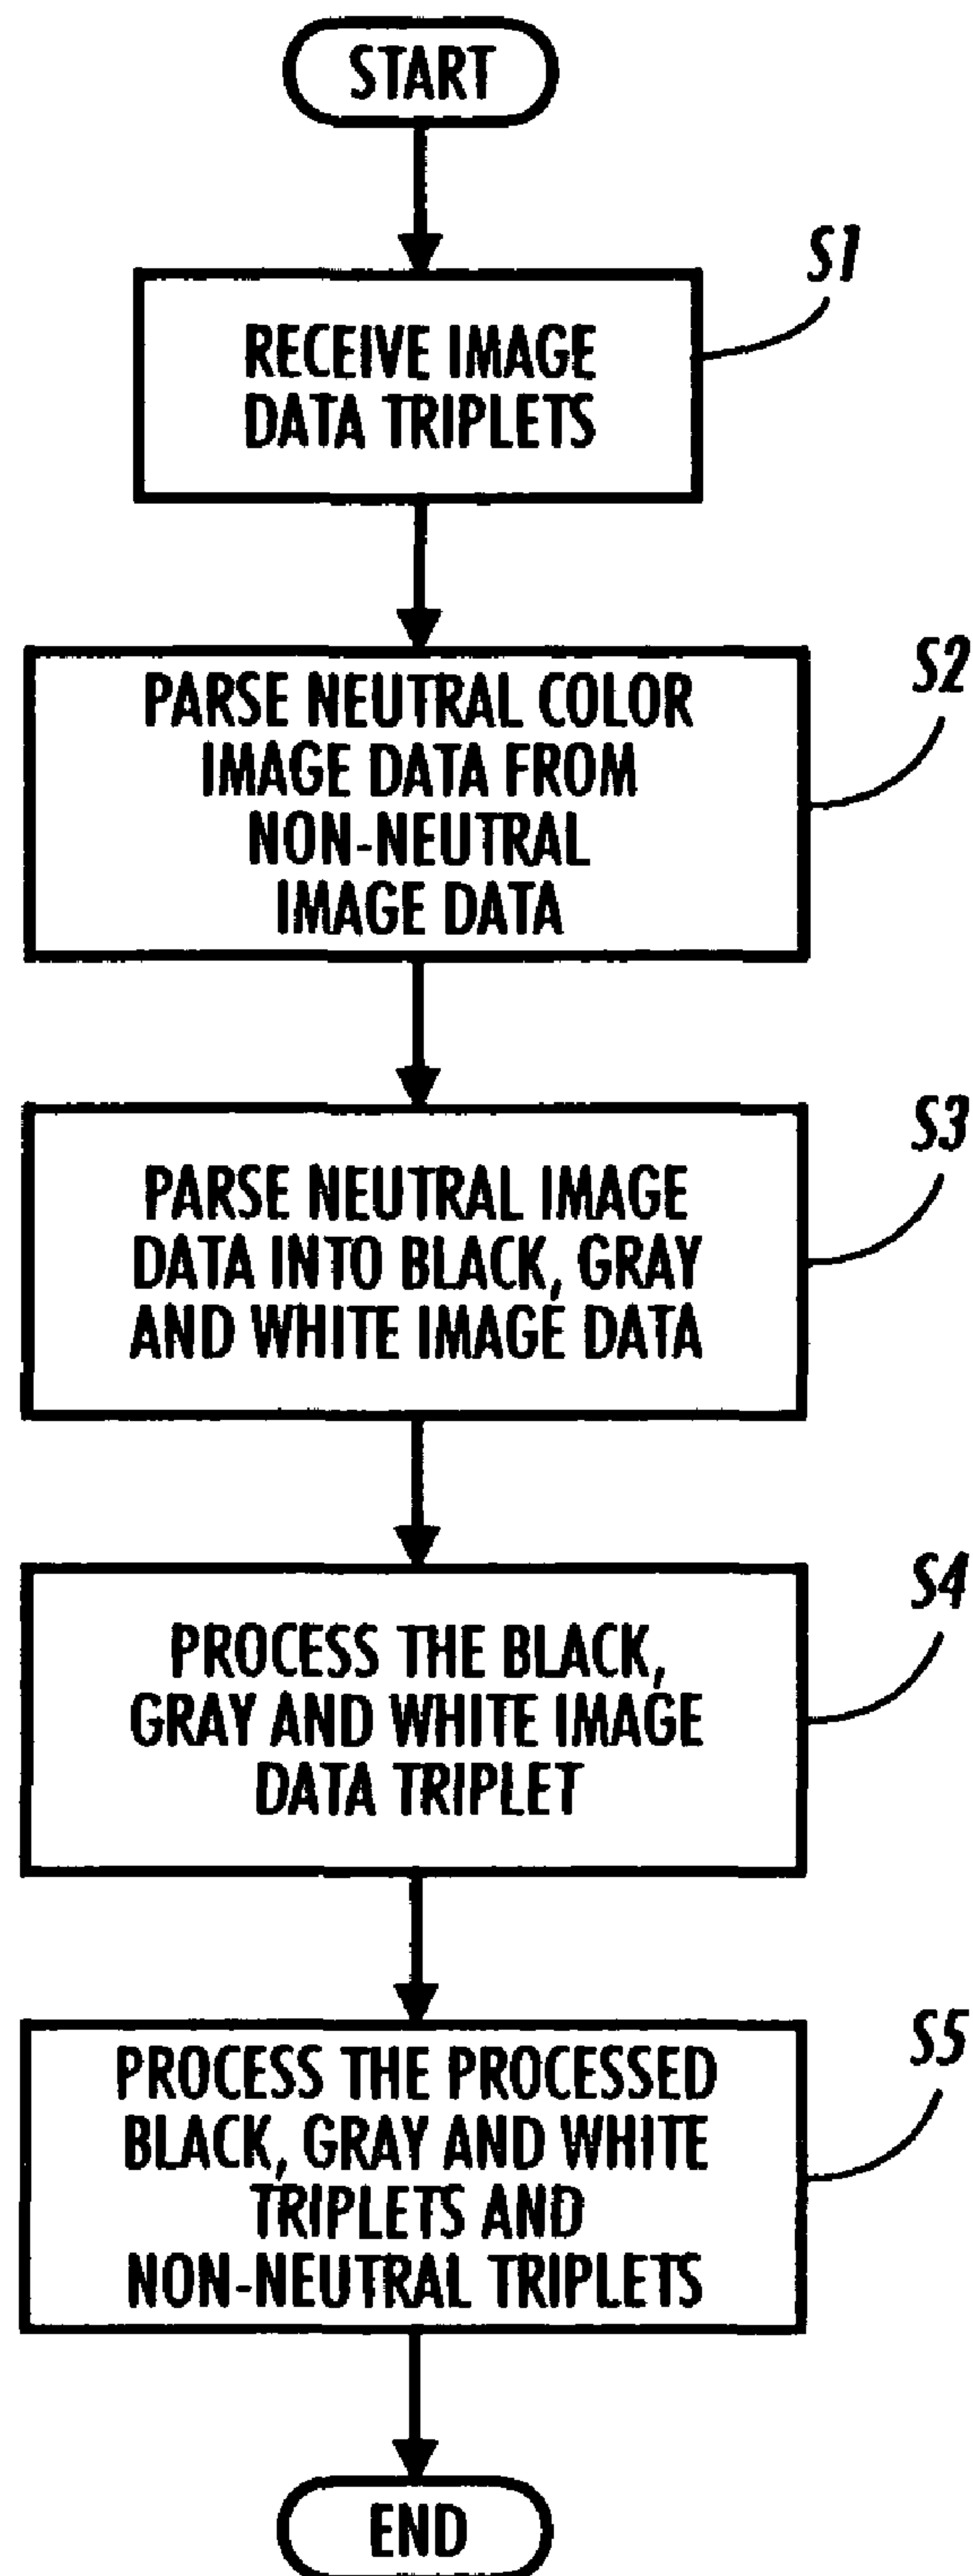 START
S1
RECEIVE IMAGE
DATA TRIPLETS
S2
PARSE NEUTRAL COLOR
IMAGE DATA FROM
NON-NEUTRAL
IMAGE DATA
S3
PARSE NEUTRAL IMAGE
DATA INTO BLACK, GRAY
AND WHITE IMAGE DATA
S4
PROCESS THE BLACK,
GRAY AND WHITE IMAGE
DATA TRIPLET
S5
PROCESS THE PROCESSED
BLACK, GRAY AND WHITE
TRIPLETS AND
NON-NEUTRAL TRIPLETS
END